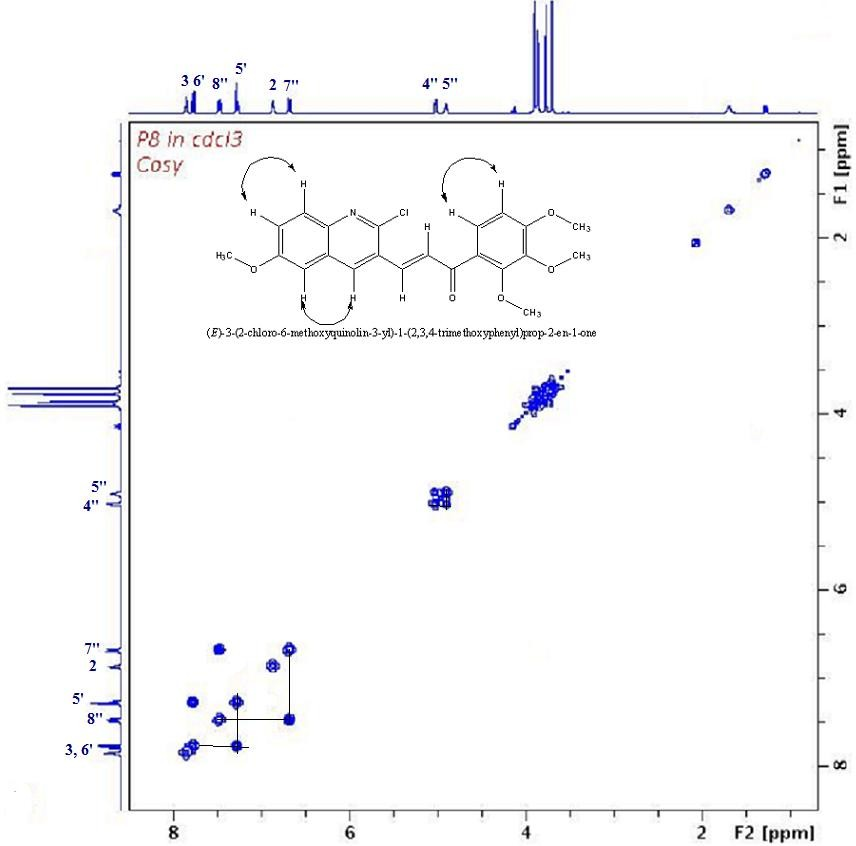 3 6' 8'' 5' 2 7'' 4'' 5''
P8 in cdcl3
Cosy
H
H H
H H
N Cl
H
O CH3
H3C O
O CH3
H H H O O
CH3
(E)-3-(2-chloro-6-methoxyquinolin-3-yl)-1-(2,3,4-trimethoxyphenyl)prop-2-en-1-one
5''
4''
7''
2
5'
8''
3, 6'
F1 [ppm]
2
4
6
8
8 6 4 2 F2 [ppm]